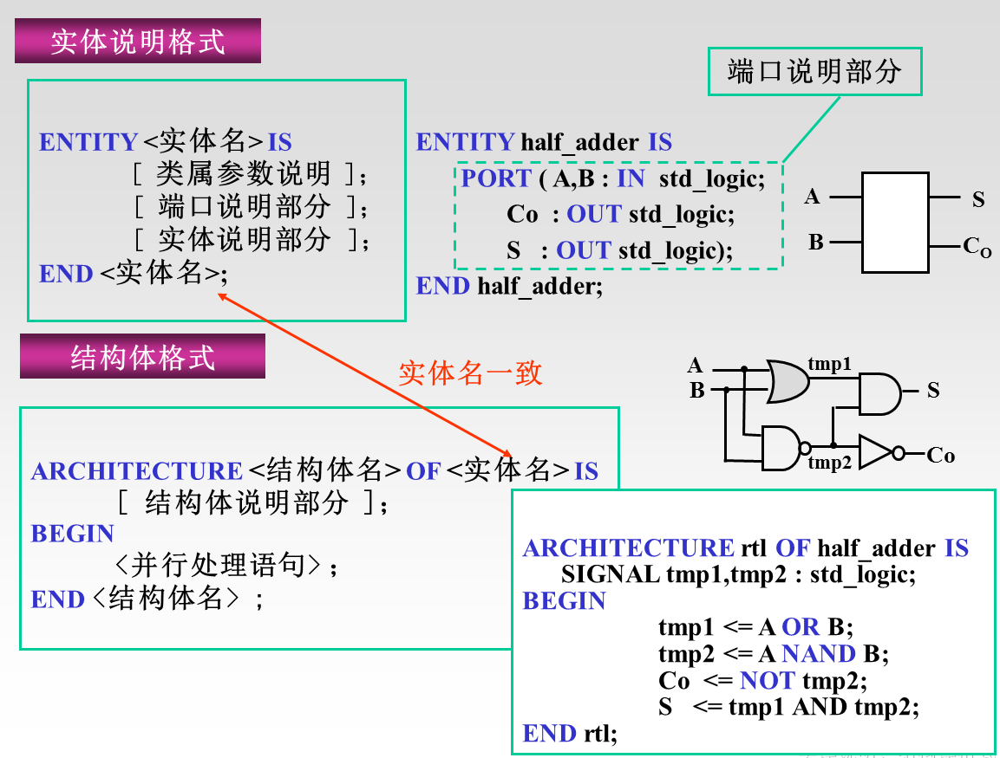 实体说明格式
端口说明部分
ENTITY <实体名> IS
[ 类属参数说明 ];
[ 端口说明部分 ];
[ 实体说明部分 ];
END <实体名>;
ENTITY half_adder IS
PORT ( A,B : IN std_logic;
Co : OUT std_logic;
S : OUT std_logic);
END half_adder;
A
B
S
CO
结构体格式
实体名一致
A
B
tmp1
S
tmp2
Co
ARCHITECTURE <结构体名> OF <实体名> IS
[ 结构体说明部分 ];
BEGIN
<并行处理语句> ;
END <结构体名> ;
ARCHITECTURE rtl OF half_adder IS
SIGNAL tmp1,tmp2 : std_logic;
BEGIN
tmp1 <= A OR B;
tmp2 <= A NAND B;
Co <= NOT tmp2;
S <= tmp1 AND tmp2;
END rtl;